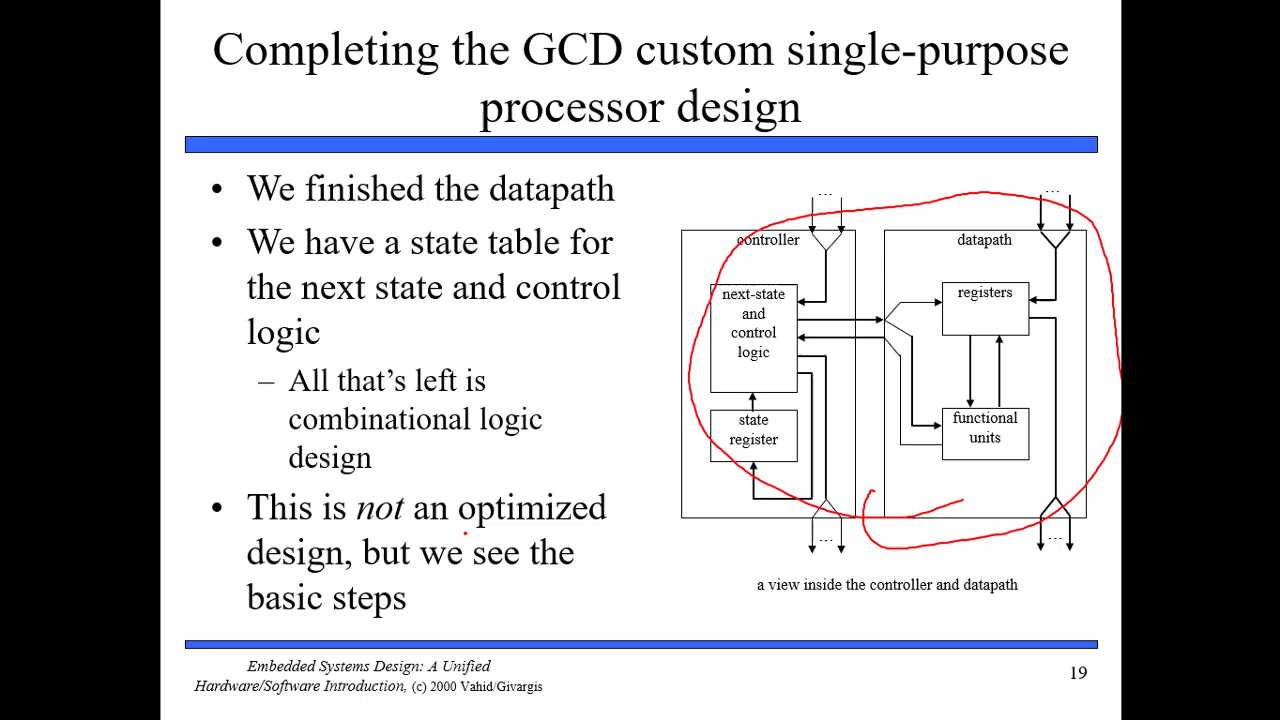 Completing the GCD custom single-purpose
processor design
• We finished the datapath
• We have a state table for
the next state and control
logic
– All that’s left is
combinational logic
design
• This is not an optimized
design, but we see the
basic steps
...
...
controller
datapath
next-state
and
control
logic
registers
state
register
functional
units
...
...
a view inside the controller and datapath
Embedded Systems Design: A Unified
Hardware/Software Introduction, (c) 2000 Vahid/Givargis
19